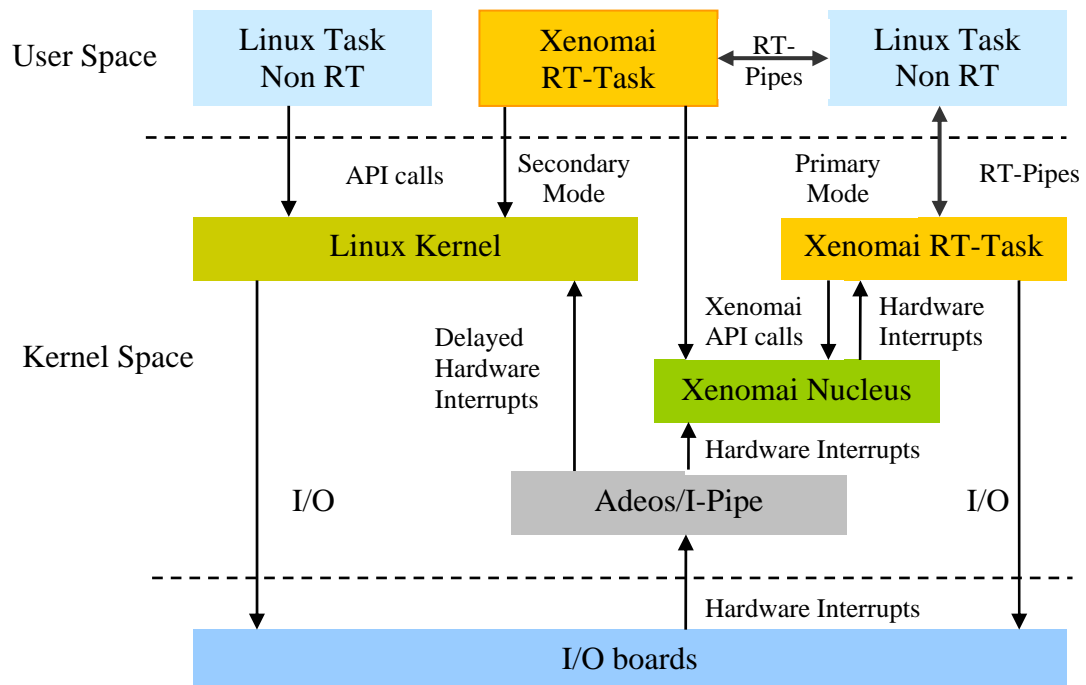 User Space
Linux Task
Non RT
Xenomai
RT-Task
RT-
Pipes
Linux Task
Non RT
API calls
Secondary
Mode
Primary
Mode
RT-Pipes
Linux Kernel
Xenomai RT-Task
Kernel Space
Delayed
Hardware
Interrupts
Xenomai
API calls
Hardware
Interrupts
Xenomai Nucleus
Hardware Interrupts
I/O
Adeos/I-Pipe
I/O
Hardware Interrupts
I/O boards